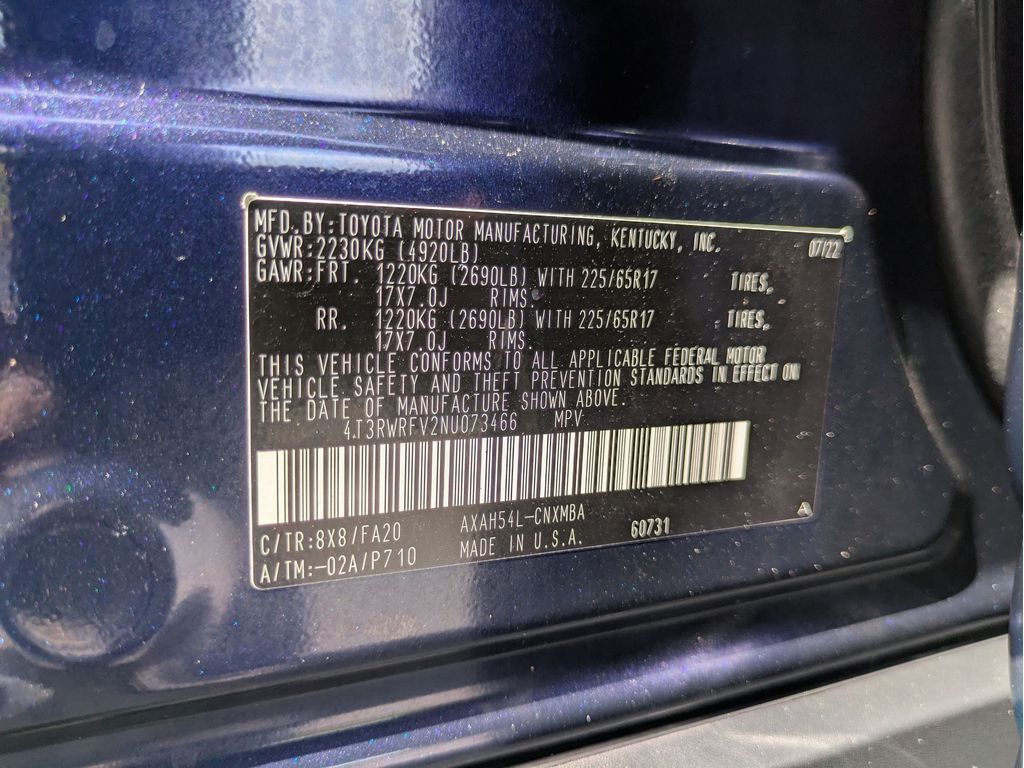 MFD. BY: TOYOTA MOTOR MANUFACTURING, KENTUCKY, INC. 07/22
GVWR:2230KG (4920LB)
GAWR:FRT. 1220KG (2690LB) WITH 225/65R17 TIRES,
17X7.0J RIMS.
RR. 1220KG (2690LB) WITH 225/65R17 TIRES,
17X7.0J RIMS.
THIS VEHICLE CONFORMS TO ALL APPLICABLE FEDERAL MOTOR
VEHICLE SAFETY AND THEFT PREVENTION STANDARDS IN EFFECT ON
THE DATE OF MANUFACTURE SHOWN ABOVE.
4T3RWRFV2NU073466 MPV
C/TR:8X8/FA20 AXAH54L-CNXMBA
A/TM:-02A/P710 MADE IN U.S.A. 60731 A